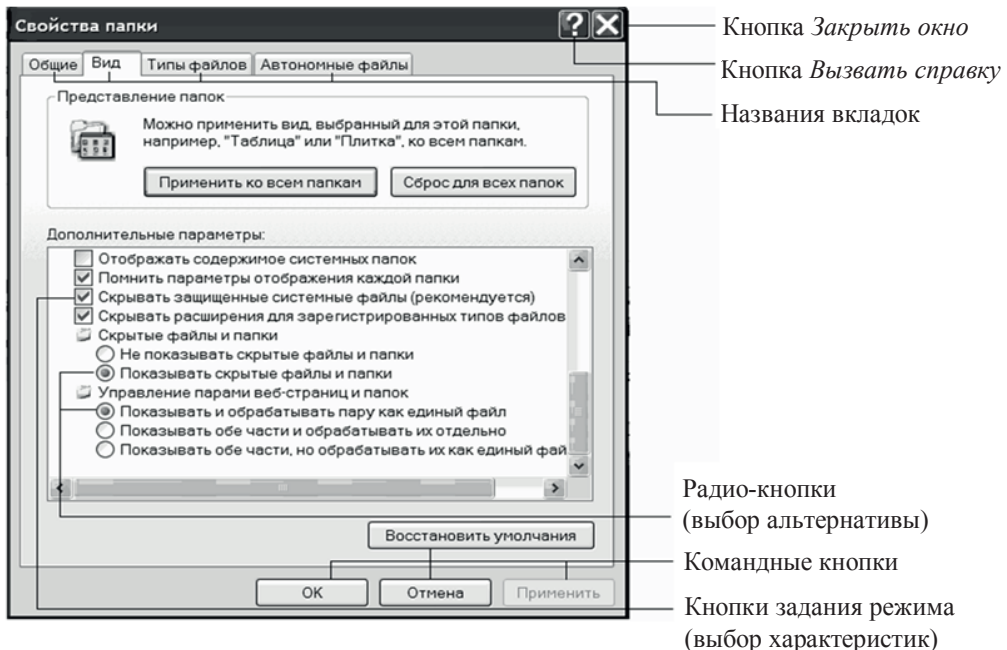 Свойства папки
Кнопка Закрыть окно
Кнопка Вызвать справку
Названия вкладок
Общие Вид Типы файлов Автономные файлы
Представление папок
Можно применить вид, выбранный для этой папки,
например, "Таблица" или "Плитка", ко всем папкам.
Применить ко всем папкам Сброс для всех папок
Дополнительные параметры:
Отображать содержимое системных папок
Помнить параметры отображения каждой папки
Скрывать защищенные системные файлы (рекомендуется)
Скрывать расширения для зарегистрированных типов файлов
Скрытые файлы и папки
Не показывать скрытые файлы и папки
Показывать скрытые файлы и папки
Управление парами веб-страниц и папок
Показывать и обрабатывать пару как единый файл
Показывать обе части и обрабатывать их отдельно
Показывать обе части, но обрабатывать их как единый фай
Восстановить умолчания
OK Отмена Применить
Радио-кнопки
(выбор альтернативы)
Командные кнопки
Кнопки задания режима
(выбор характеристик)